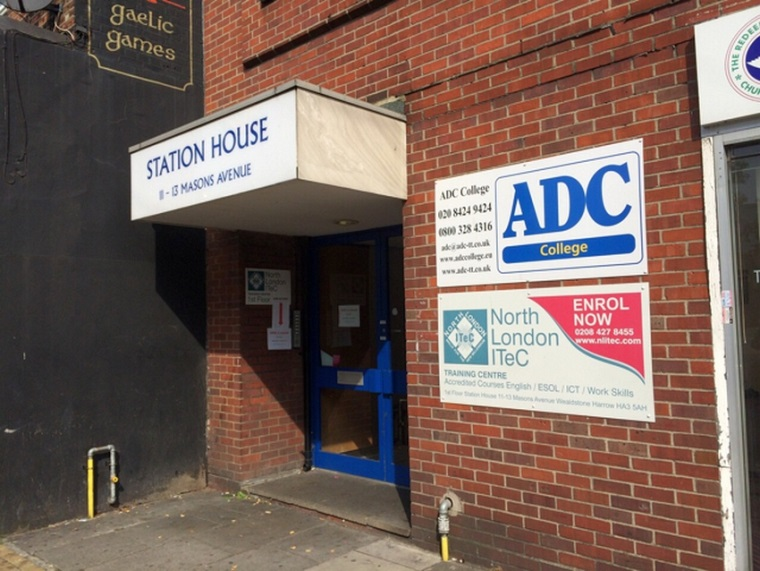 gaelic
games
STATION HOUSE
11 - 13 MASONS AVENUE
North
London
ITeC
1st Floor
ADC College
020 8424 9424
0800 328 4316
adc@adc-tt.co.uk
www.adccollege.eu
www.adc-tt.co.uk
ADC
College
NORTH LONDON
ITeC
North
London
ITeC
TRAINING CENTRE
Accredited Courses English / ESOL / ICT / Work Skills
1st Floor Station House 11-13 Masons Avenue Wealdstone Harrow HA3 5AH
ENROL
NOW
0208 427 8455
www.nlitec.com
THE REDEE
CHU